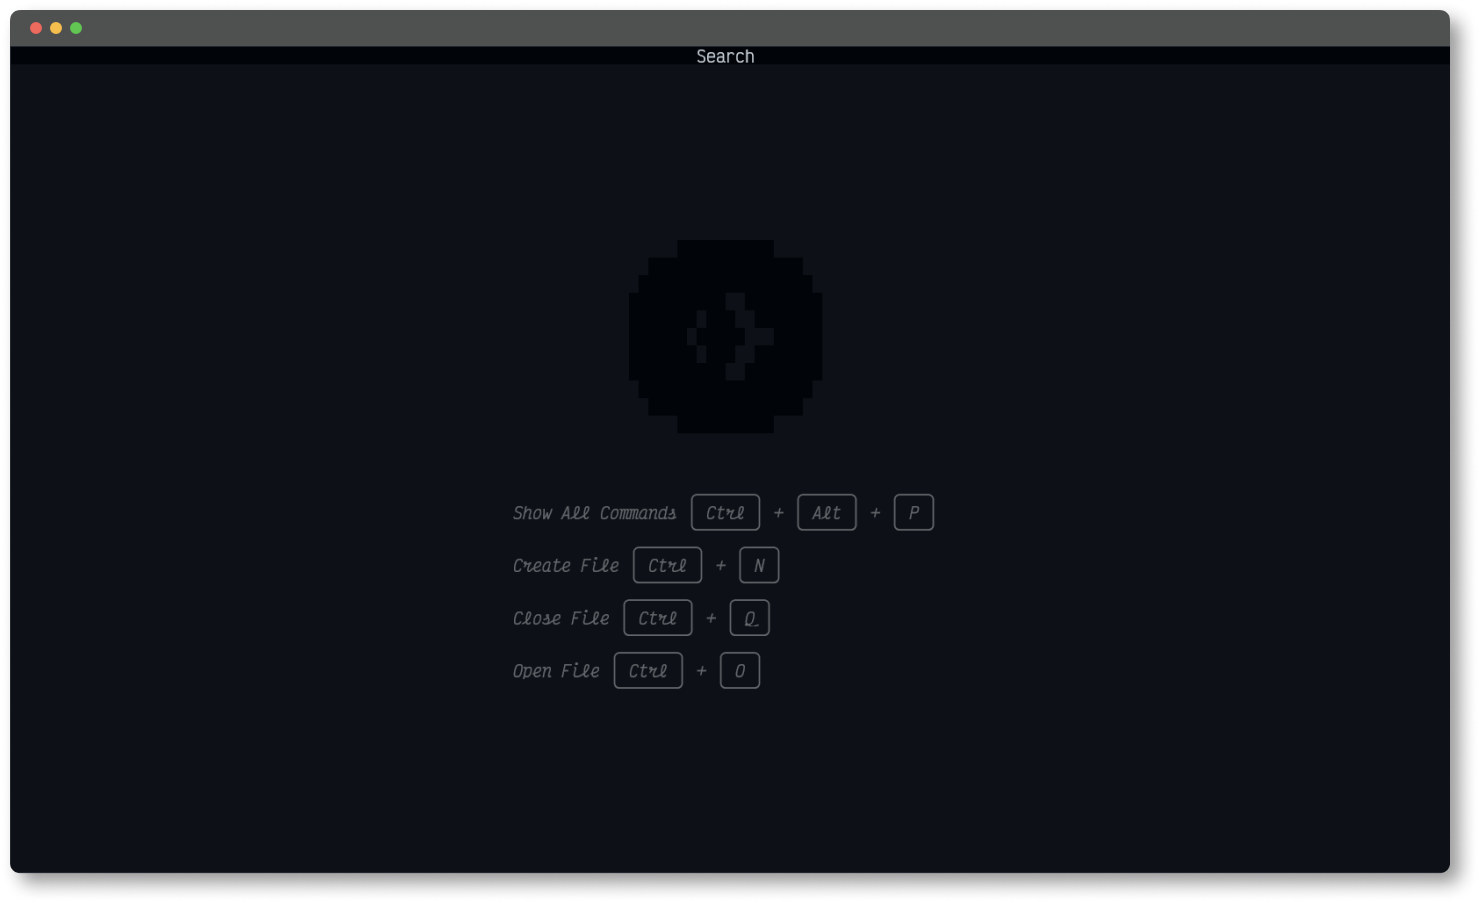 Search
Show All Commands Ctrl + Alt + P
Create File Ctrl + N
Close File Ctrl + Q
Open File Ctrl + O